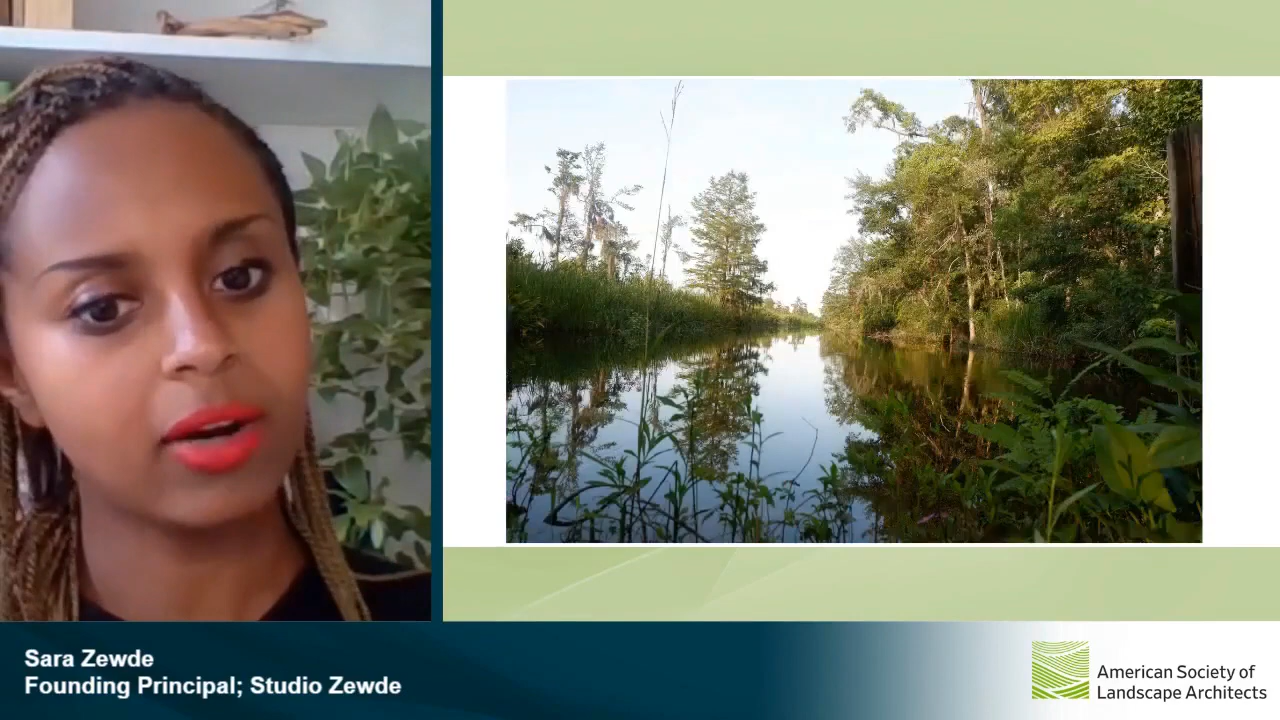 Sara Zewde
Founding Principal; Studio Zewde
American Society of
Landscape Architects